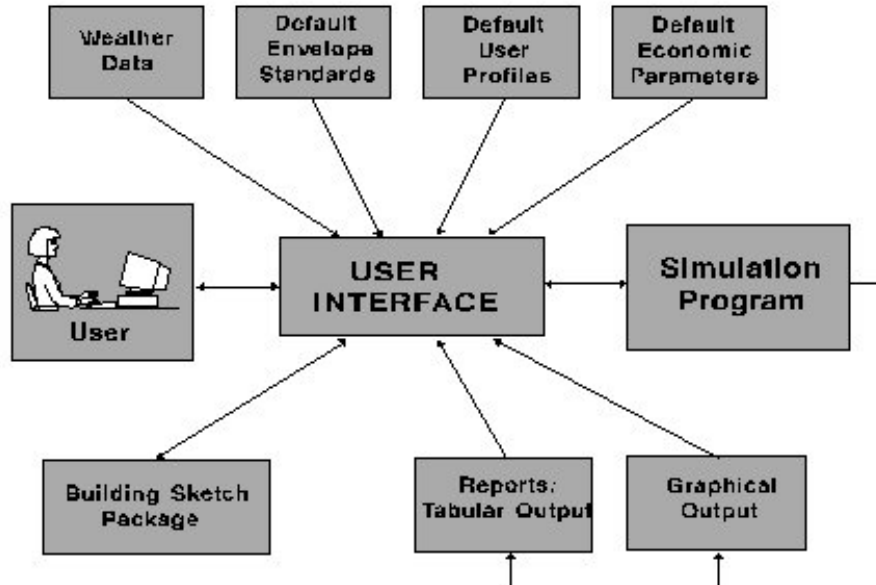 Weather
Data
Default
Envelope
Standards
Default
User
Profiles
Default
Economic
Parameters
User
USER
INTERFACE
Simulation
Program
Building Sketch
Package
Reports:
Tabular Output
Graphical
Output